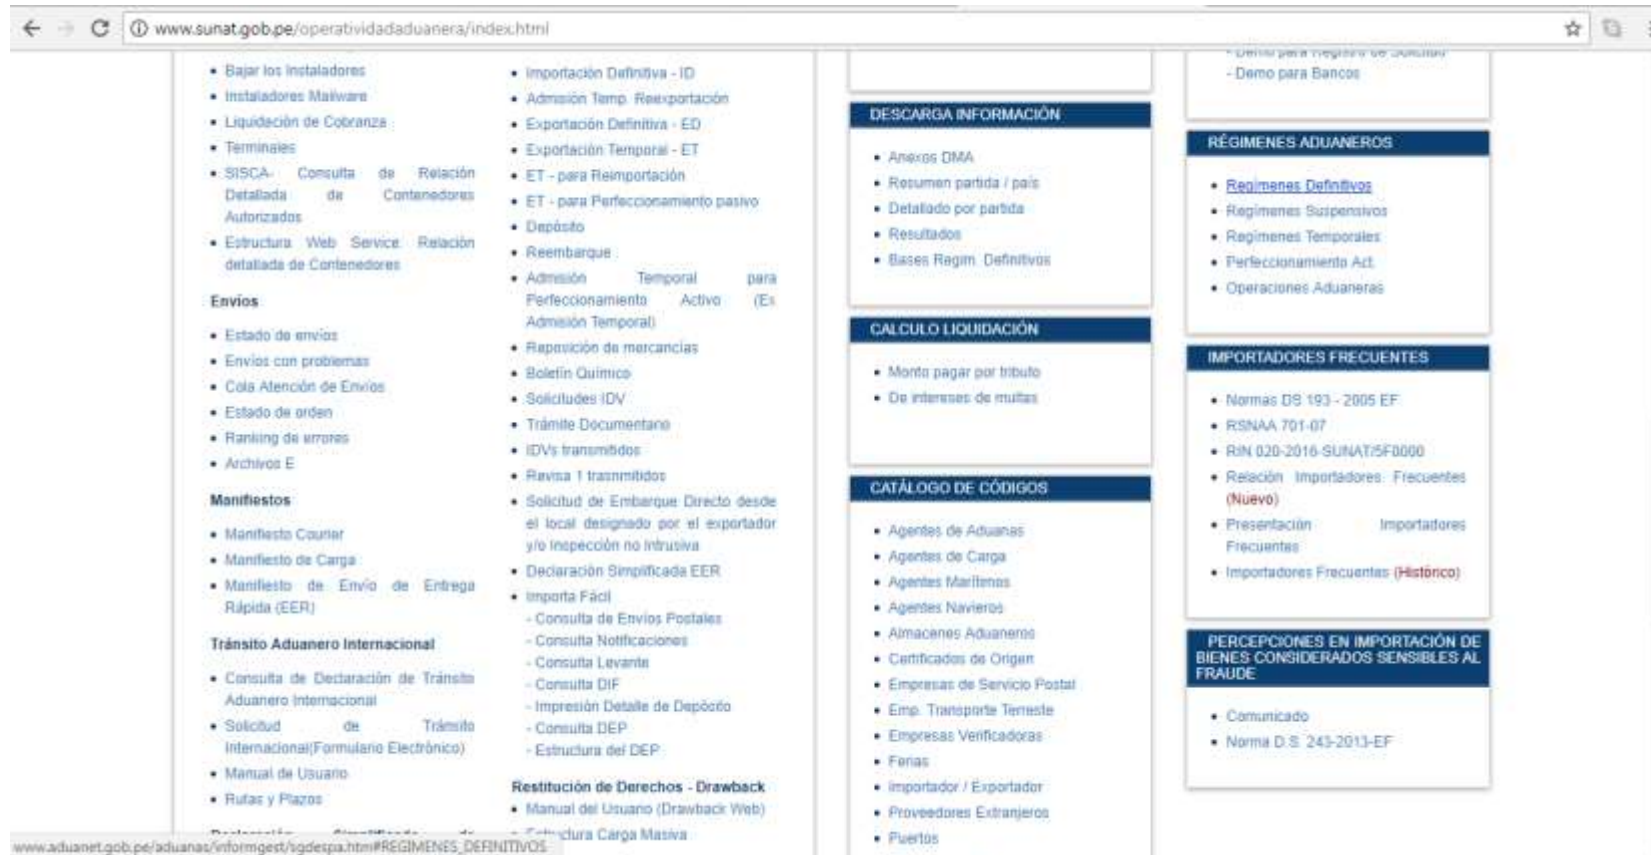 www.sunat.gob.pe/operatividadaduanera/index.html
Bajar los Instaladores
Instaladores Mailware
Liquidación de Cobranza
Terminales
SISCA- Consulta de Relación
Detallada de Contenedores
Autorizados
Estructura Web Service Relación
detallada de Contenedores
Envíos
Estado de envíos
Envíos con problemas
Cola Atención de Envíos
Estado de orden
Ranking de errores
Archivos E
Manifiestos
Manifiesto Courier
Manifiesto de Carga
Manifiesto de Envío de Entrega
Rápida (EER)
Tránsito Aduanero Internacional
Consulta de Declaración de Tránsito
Aduanero Internacional
Solicitud de Tránsito
Internacional(Formulario Electrónico)
Manual de Usuario
Rutas y Plazos
Importación Definitiva - ID
Admisión Temp. Reexportación
Exportación Definitiva - ED
Exportación Temporal - ET
ET - para Reimportación
ET - para Perfeccionamiento pasivo
Depósito
Reembarque
Admisión Temporal para
Perfeccionamiento Activo (Ex
Admisión Temporal)
Reposición de mercancias
Boletín Químico
Solicitudes IDV
Trámite Documentario
IDVs transmitidos
Revisa 1 trasnmitidos
Solicitud de Embarque Directo desde
el local designado por el exportador
y/o Inspección no Intrusiva
Declaración Simplificada EER
Importa Fácil
- Consulta de Envíos Postales
- Consulta Notificaciones
- Consulta Levante
- Consulta DIF
- Impresión Detalle de Depósito
- Consulta DEP
- Estructura del DEP
Restitución de Derechos - Drawback
Manual del Usuario (Drawback Web)
Estructura Carga Masiva
DESCARGA INFORMACIÓN
Anexos DMA
Resumen partida / país
Detallado por partida
Resultados
Bases Regim. Definitivos
CALCULO LIQUIDACIÓN
Monto pagar por tributo
De intereses de multas
CATÁLOGO DE CÓDIGOS
Agentes de Aduanas
Agentes de Carga
Agentes Marítimos
Agentes Navieros
Almacenes Aduaneros
Certificados de Origen
Empresas de Servicio Postal
Emp. Transporte Terreste
Empresas Verificadoras
Ferias
Importador / Exportador
Proveedores Extranjeros
Puertos
- Demo para Registro de Solicitud
- Demo para Bancos
RÉGIMENES ADUANEROS
Regímenes Definitivos
Regímenes Suspensivos
Regímenes Temporales
Perfeccionamiento Act.
Operaciones Aduaneras
IMPORTADORES FRECUENTES
Normas DS 193 - 2005 EF
RSNAA 701-07
RIN 020-2016-SUNAT/5F0000
Relación Importadores Frecuentes
(Nuevo)
Presentación Importadores
Frecuentes
Importadores Frecuentes (Histórico)
PERCEPCIONES EN IMPORTACIÓN DE
BIENES CONSIDERADOS SENSIBLES AL
FRAUDE
Comunicado
Norma D.S. 243-2013-EF
www.aduanet.gob.pe/aduanas/informgest/sgdespa.htm#REGIMENES_DEFINITIVOS